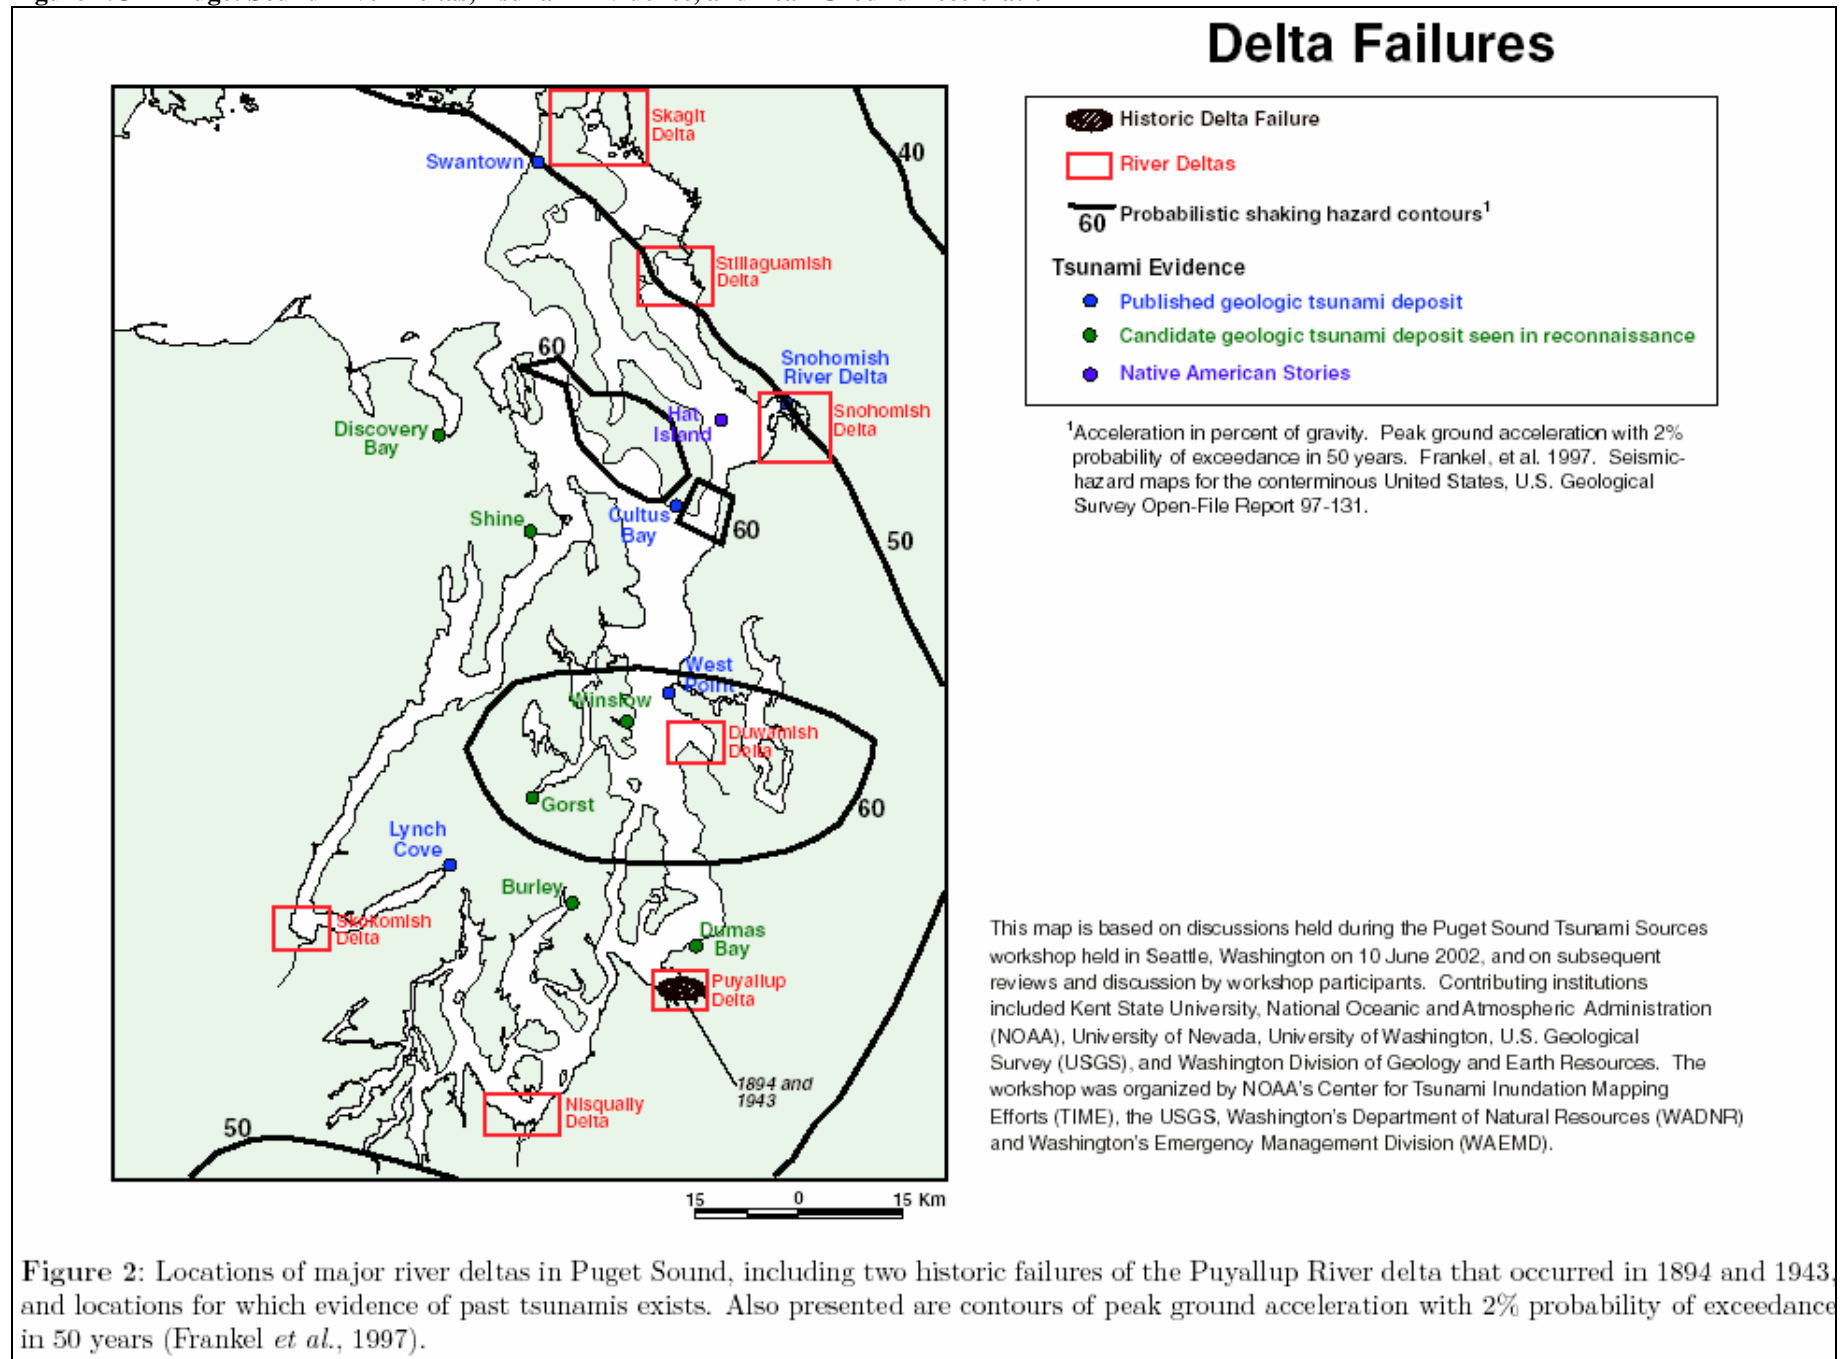 Delta Failures
Historic Delta Failure
River Deltas
60 Probabilistic shaking hazard contours1
Tsunami Evidence
Published geologic tsunami deposit
Candidate geologic tsunami deposit seen in reconnaissance
Native American Stories
1Acceleration in percent of gravity. Peak ground acceleration with 2%
probability of exceedance in 50 years. Frankel, et al. 1997. Seismic-
hazard maps for the conterminous United States, U.S. Geological
Survey Open-File Report 97-131.
Skagit
Delta
40
Swantown
Stillaguamish
Delta
60
Snohomish
River Delta
Hat
Island
Snohomish
Delta
Discovery
Bay
Shine
Cultus
Bay
60
50
West
Point
Winslow
Duwamish
Delta
Gorst
60
Lynch
Cove
Burley
Skokomish
Delta
Dumas
Bay
Puyallup
Delta
1894 and
1943
Nisqually
Delta
50
15 0 15 Km
This map is based on discussions held during the Puget Sound Tsunami Sources
workshop held in Seattle, Washington on 10 June 2002, and on subsequent
reviews and discussion by workshop participants. Contributing institutions
included Kent State University, National Oceanic and Atmospheric Administration
(NOAA), University of Nevada, University of Washington, U.S. Geological
Survey (USGS), and Washington Division of Geology and Earth Resources. The
workshop was organized by NOAA's Center for Tsunami Inundation Mapping
Efforts (TIME), the USGS, Washington's Department of Natural Resources (WADNR)
and Washington's Emergency Management Division (WAEMD).
Figure 2: Locations of major river deltas in Puget Sound, including two historic failures of the Puyallup River delta that occurred in 1894 and 1943,
and locations for which evidence of past tsunamis exists. Also presented are contours of peak ground acceleration with 2% probability of exceedance
in 50 years (Frankel et al., 1997).